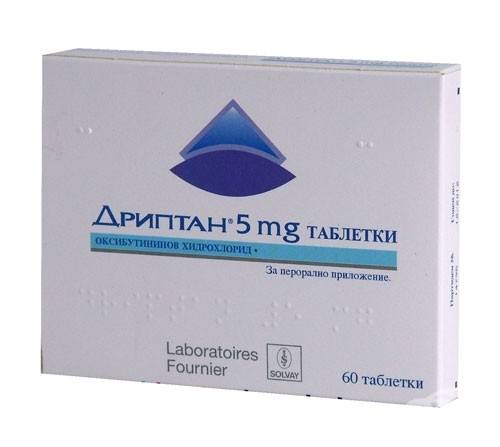 ДРИПТАН® 5 mg ТАБЛЕТКИ
ОКСИБУТИНИНОВ ХИДРОХЛОРИД •
За перорално приложение.
Laboratoires
Fournier
SOLVAY
60 таблетки